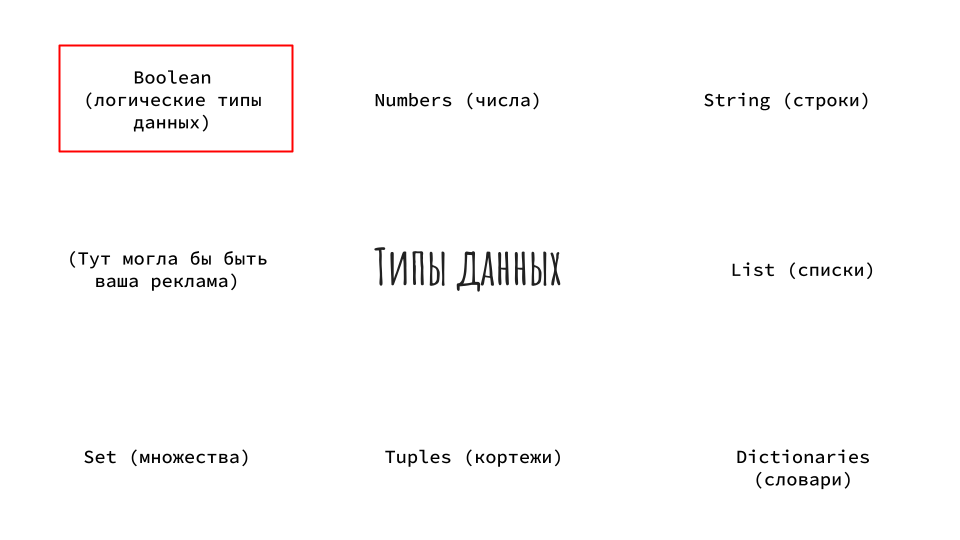 Boolean
(логические типы
данных)
Numbers (числа)
String (строки)
(Тут могла бы быть
ваша реклама)
Типы данных
List (списки)
Set (множества)
Tuples (кортежи)
Dictionaries
(словари)